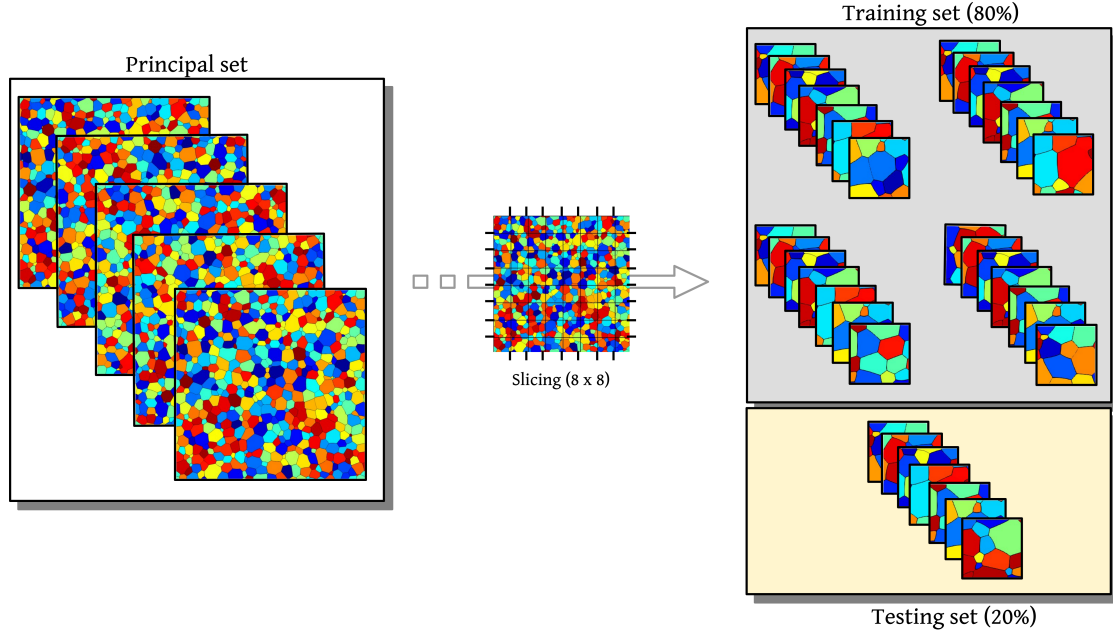 Training set (80%)
Principal set
Slicing (8 x 8)
Testing set (20%)